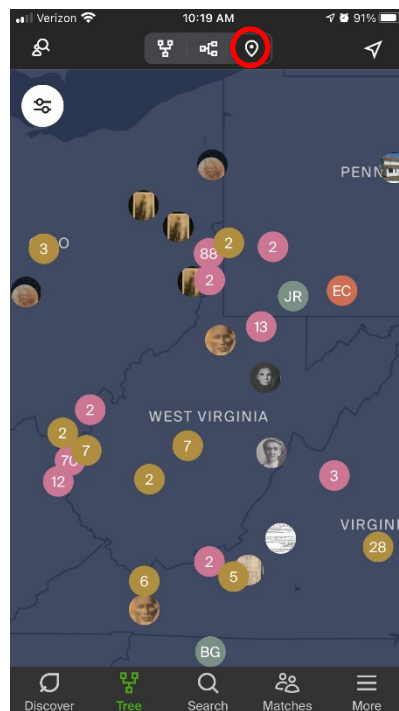 Verizon 10:19 AM 91%
PENN
3 O
88 2 2
2
JR EC
13
2
WEST VIRGINIA
2
7 7
70
12 2 3
VIRGINI
28
2
6 5
BG
Discover Tree Search Matches More